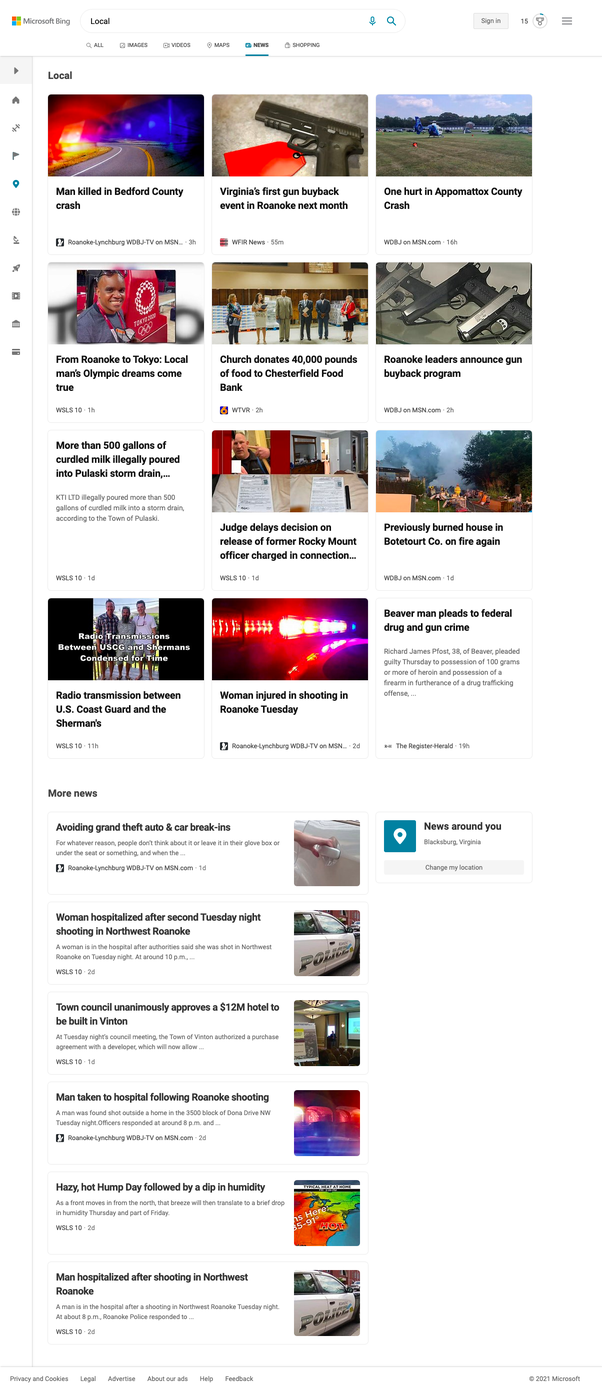 Microsoft Bing
Local
Sign in
15
ALL
IMAGES
VIDEOS
MAPS
NEWS
SHOPPING
Local
Man killed in Bedford County
crash
Roanoke-Lynchburg WDBJ-TV on MSN... · 3h
Virginia's first gun buyback
event in Roanoke next month
WFIR News · 55m
One hurt in Appomattox County
Crash
WDBJ on MSN.com · 16h
TOKYO 2020
From Roanoke to Tokyo: Local
man's Olympic dreams come
true
WSLS 10 · 1h
Church donates 40,000 pounds
of food to Chesterfield Food
Bank
WTVR · 2h
Roanoke leaders announce gun
buyback program
WDBJ on MSN.com · 2h
More than 500 gallons of
curdled milk illegally poured
into Pulaski storm drain,...
KTI LTD illegally poured more than 500
gallons of curdled milk into a storm drain,
according to the Town of Pulaski.
WSLS 10 · 1d
Judge delays decision on
release of former Rocky Mount
officer charged in connection...
WSLS 10 · 1d
Previously burned house in
Botetourt Co. on fire again
WDBJ on MSN.com · 1d
Radio Transmissions
Between USCG and Shermans
Condensed for Time
Radio transmission between
U.S. Coast Guard and the
Sherman's
WSLS 10 · 11h
Woman injured in shooting in
Roanoke Tuesday
Roanoke-Lynchburg WDBJ-TV on MSN... · 2d
Beaver man pleads to federal
drug and gun crime
Richard James Pfost, 38, of Beaver, pleaded
guilty Thursday to possession of 100 grams
or more of heroin and possession of a
firearm in furtherance of a drug trafficking
offense, ...
The Register-Herald · 19h
More news
Avoiding grand theft auto & car break-ins
For whatever reason, people don't think about it or leave it in their glove box or
under the seat or something, and when the ...
Roanoke-Lynchburg WDBJ-TV on MSN.com · 1d
News around you
Blacksburg, Virginia
Change my location
Woman hospitalized after second Tuesday night
shooting in Northwest Roanoke
A woman is in the hospital after authorities said she was shot in Northwest
Roanoke on Tuesday night. At around 10 p.m., ...
WSLS 10 · 2d
POLICE
Town council unanimously approves a $12M hotel to
be built in Vinton
At Tuesday night's council meeting, the Town of Vinton authorized a purchase
agreement with a developer, which will now allow ...
WSLS 10 · 1d
Man taken to hospital following Roanoke shooting
A man was found shot outside a home in the 3500 block of Dona Drive NW
Tuesday night.Officers responded at around 8 p.m. and ...
Roanoke-Lynchburg WDBJ-TV on MSN.com · 2d
Hazy, hot Hump Day followed by a dip in humidity
As a front moves in from the north, that breeze will then translate to a brief drop
in humidity Thursday and part of Friday.
WSLS 10 · 2d
TYPICAL HEAT AT HOME
ns Here
85-91°
HOT
Man hospitalized after shooting in Northwest
Roanoke
A man is in the hospital after a shooting in Northwest Roanoke Tuesday night.
At about 8 p.m., Roanoke Police responded to ...
WSLS 10 · 2d
POLICE
Privacy and Cookies
Legal
Advertise
About our ads
Help
Feedback
© 2021 Microsoft